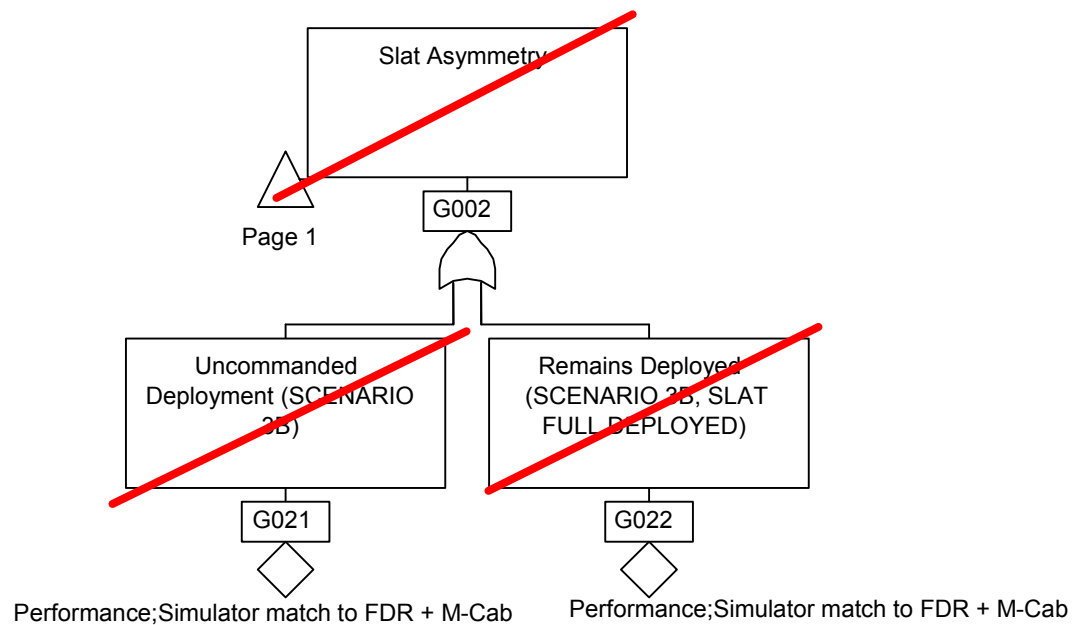 Slat Asymmetry
G002
Page 1
Uncommanded
Deployment (SCENARIO
3B)
Remains Deployed
(SCENARIO 3B, SLAT
FULL DEPLOYED)
G021
G022
Performance;Simulator match to FDR + M-Cab
Performance;Simulator match to FDR + M-Cab